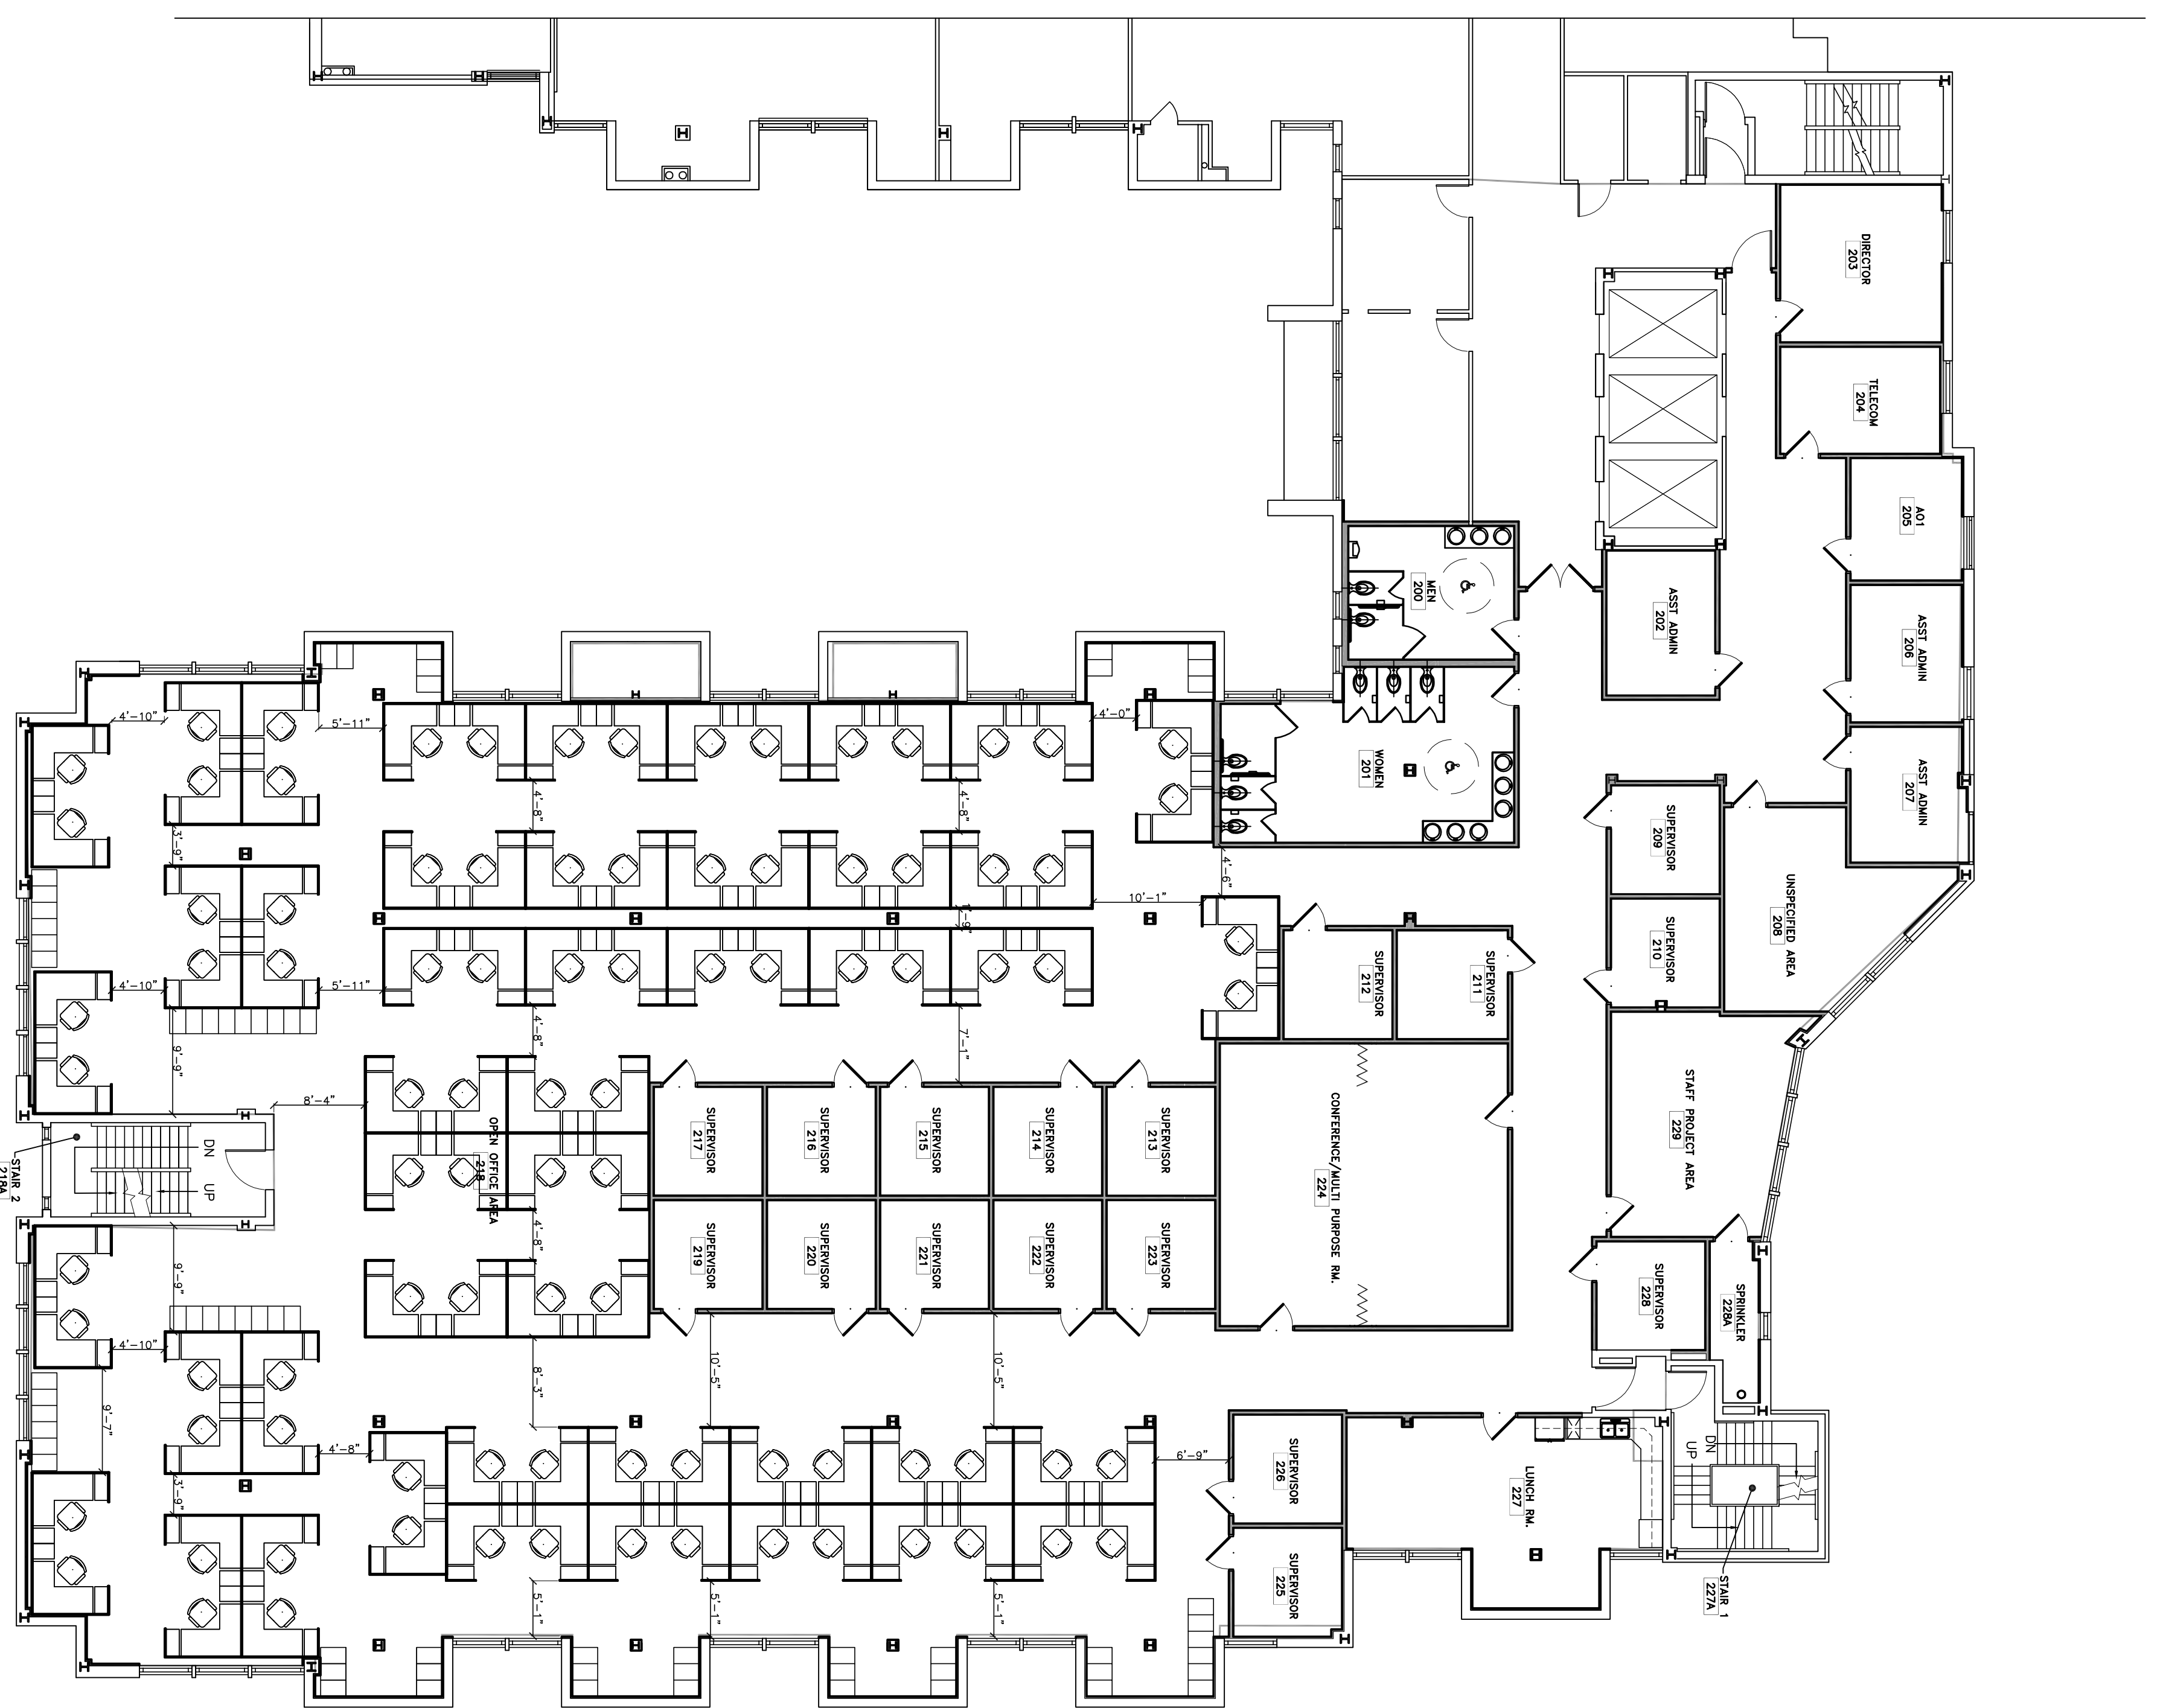 DIRECTOR
203
TELECOM
204
AO1
205
ASST ADMIN
206
ASST ADMIN
207
ASST ADMIN
202
MEN
200
WOMEN
201
UNSPECIFIED AREA
208
SUPERVISOR
209
SUPERVISOR
210
SUPERVISOR
211
SUPERVISOR
212
STAFF PROJECT AREA
229
CONFERENCE/MULTI PURPOSE RM.
224
SUPERVISOR
213
SUPERVISOR
214
SUPERVISOR
215
SUPERVISOR
216
SUPERVISOR
217
SUPERVISOR
223
SUPERVISOR
222
SUPERVISOR
221
SUPERVISOR
220
SUPERVISOR
219
OPEN OFFICE AREA
218
SPRINKLER
228A
SUPERVISOR
228
LUNCH RM.
227
SUPERVISOR
226
SUPERVISOR
225
STAIR 1
227A
DN
UP
STAIR 2
218A
DN
UP
4'-10"
5'-11"
4'-0"
4'-8"
4'-8"
3'-9"
4'-6"
10'-1"
1'-9"
4'-10"
5'-11"
4'-8"
7'-1"
9'-9"
8'-4"
4'-8"
9'-9"
4'-10"
8'-3"
10'-5"
10'-5"
9'-7"
4'-8"
6'-9"
3'-9"
5'-1"
5'-1"
5'-1"